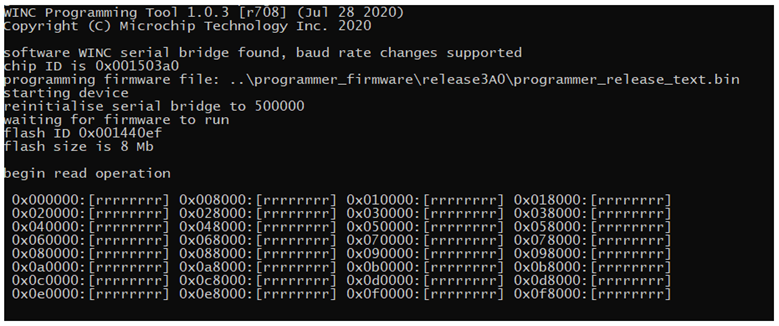 WINC Programming Tool 1.0.3 [r708] (Jul 28 2020)
Copyright (C) Microchip Technology Inc. 2020
software WINC serial bridge found, baud rate changes supported
chip ID is 0x001503a0
programming firmware file: ..\programmer_firmware\release3A0\programmer_release_text.bin
starting device
reinitialise serial bridge to 500000
waiting for firmware to run
flash ID 0x001440ef
flash size is 8 Mb
begin read operation
0x000000:[rrrrrrrr] 0x008000:[rrrrrrrr] 0x010000:[rrrrrrrr] 0x018000:[rrrrrrrr]
0x020000:[rrrrrrrr] 0x028000:[rrrrrrrr] 0x030000:[rrrrrrrr] 0x038000:[rrrrrrrr]
0x040000:[rrrrrrrr] 0x048000:[rrrrrrrr] 0x050000:[rrrrrrrr] 0x058000:[rrrrrrrr]
0x060000:[rrrrrrrr] 0x068000:[rrrrrrrr] 0x070000:[rrrrrrrr] 0x078000:[rrrrrrrr]
0x080000:[rrrrrrrr] 0x088000:[rrrrrrrr] 0x090000:[rrrrrrrr] 0x098000:[rrrrrrrr]
0x0a0000:[rrrrrrrr] 0x0a8000:[rrrrrrrr] 0x0b0000:[rrrrrrrr] 0x0b8000:[rrrrrrrr]
0x0c0000:[rrrrrrrr] 0x0c8000:[rrrrrrrr] 0x0d0000:[rrrrrrrr] 0x0d8000:[rrrrrrrr]
0x0e0000:[rrrrrrrr] 0x0e8000:[rrrrrrrr] 0x0f0000:[rrrrrrrr] 0x0f8000:[rrrrrrrr]